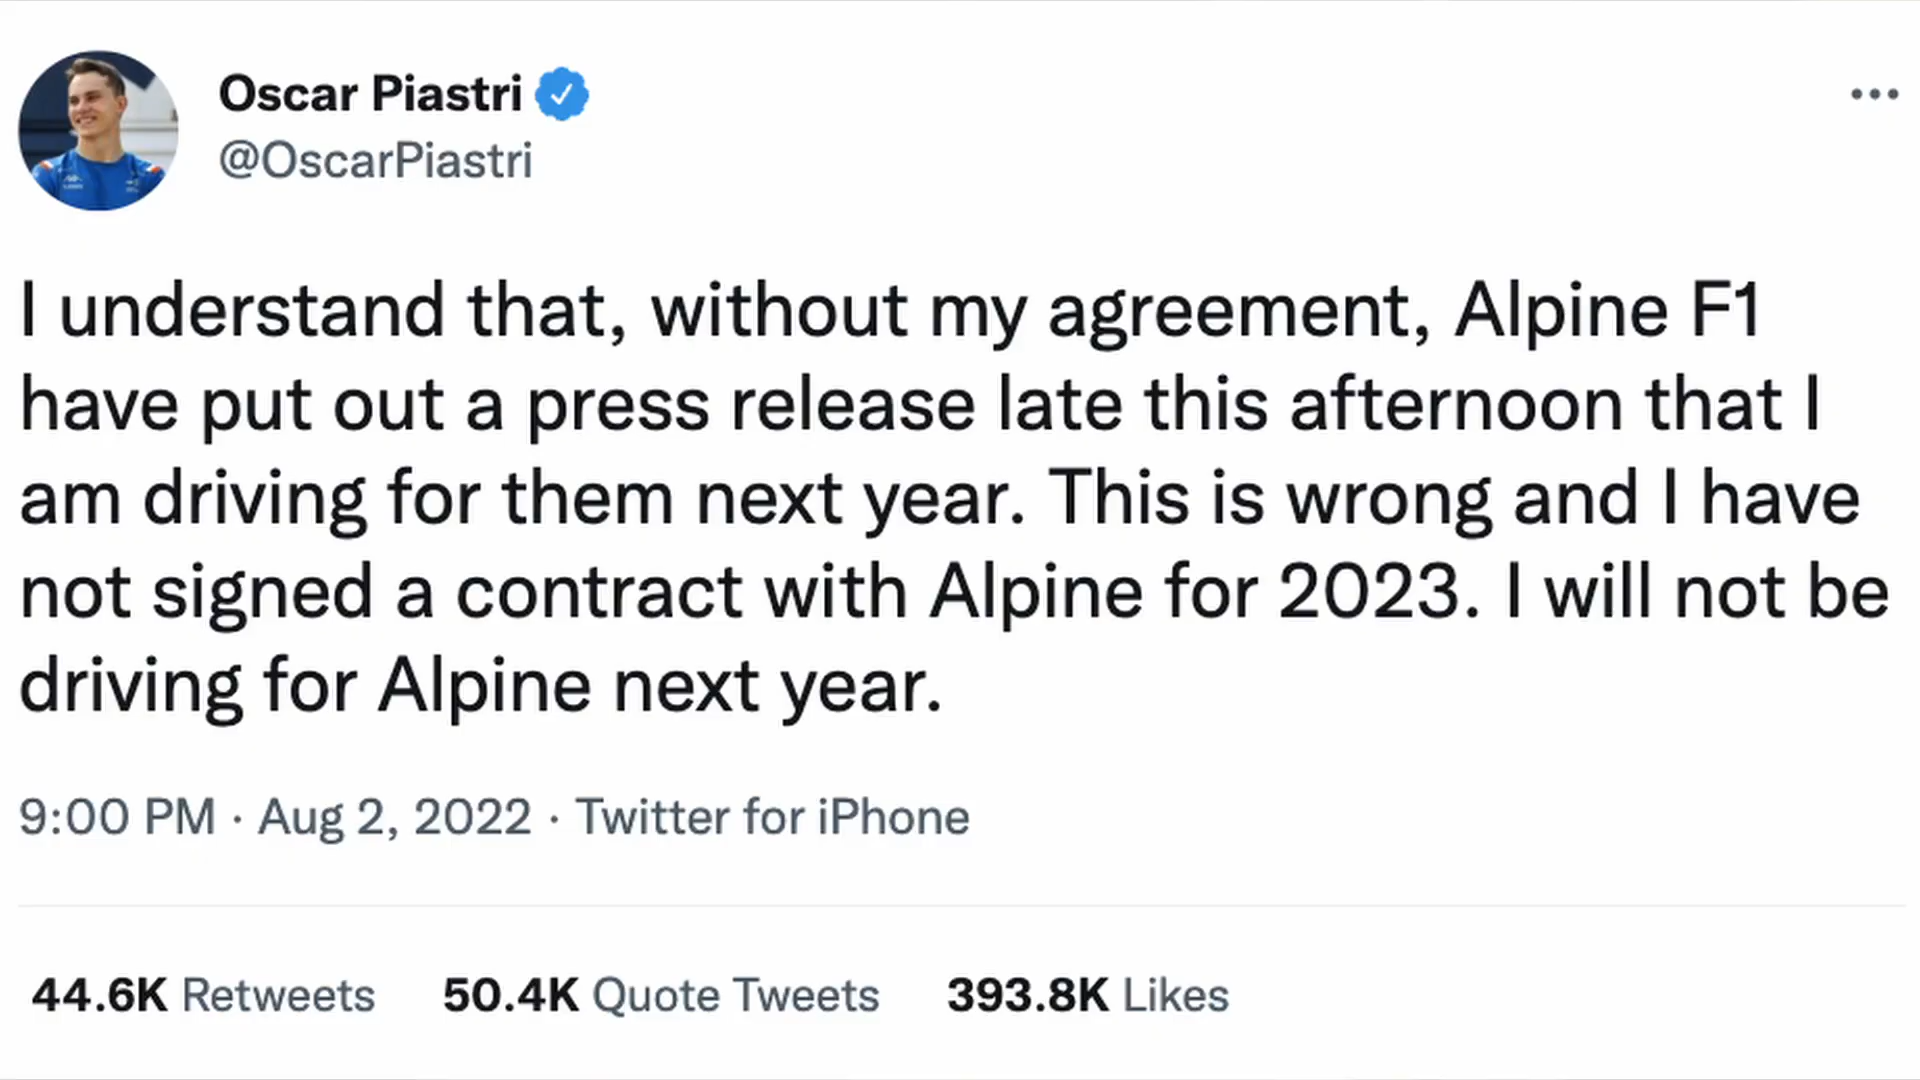 Oscar Piastri
@OscarPiastri
I understand that, without my agreement, Alpine F1
have put out a press release late this afternoon that I
am driving for them next year. This is wrong and I have
not signed a contract with Alpine for 2023. I will not be
driving for Alpine next year.
9:00 PM · Aug 2, 2022 · Twitter for iPhone
44.6K Retweets 50.4K Quote Tweets 393.8K Likes